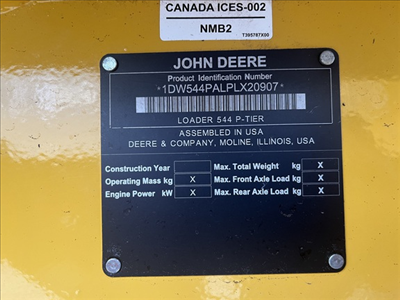 CANADA ICES-002
NMB2
T395787X00
JOHN DEERE
Product Identification Number
*1DW544PALPLX20907*
LOADER 544 P-TIER
ASSEMBLED IN USA
DEERE & COMPANY, MOLINE, ILLINOIS, USA
Construction Year Max. Total Weight kg X
Operating Mass kg X Max. Front Axle Load kg X
Engine Power kW X Max. Rear Axle Load kg X